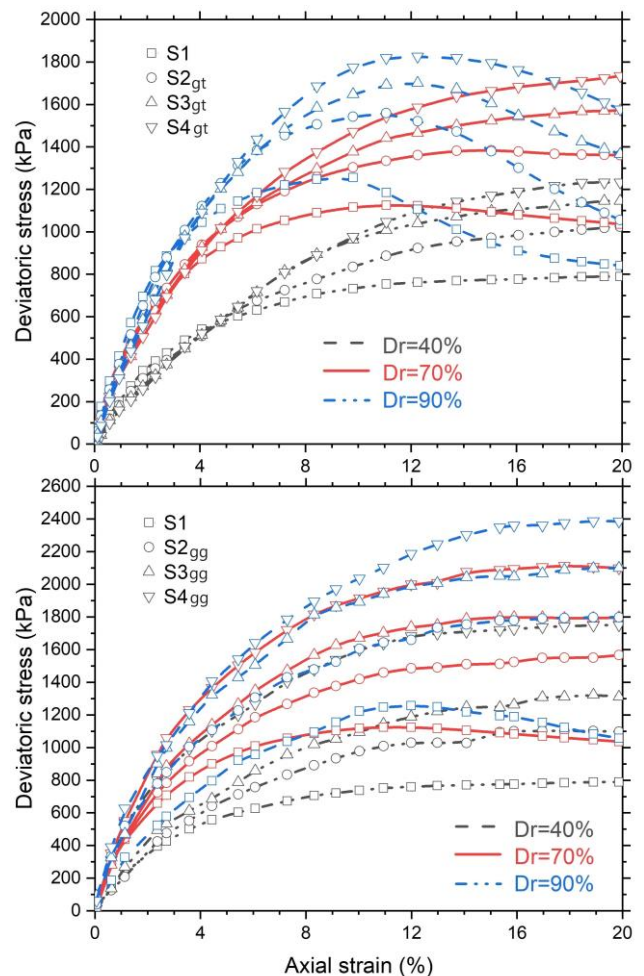 2000
1800
1600
1400
1200
1000
800
600
400
200
0
Deviatoric stress (kPa)
S1
S2gt
S3gt
S4gt
Dr=40%
Dr=70%
Dr=90%
0 4 8 12 16 20
2600
2400
2200
2000
1800
1600
1400
1200
1000
800
600
400
200
0
Deviatoric stress (kPa)
S1
S2gg
S3gg
S4gg
Dr=40%
Dr=70%
Dr=90%
0 4 8 12 16 20
Axial strain (%)